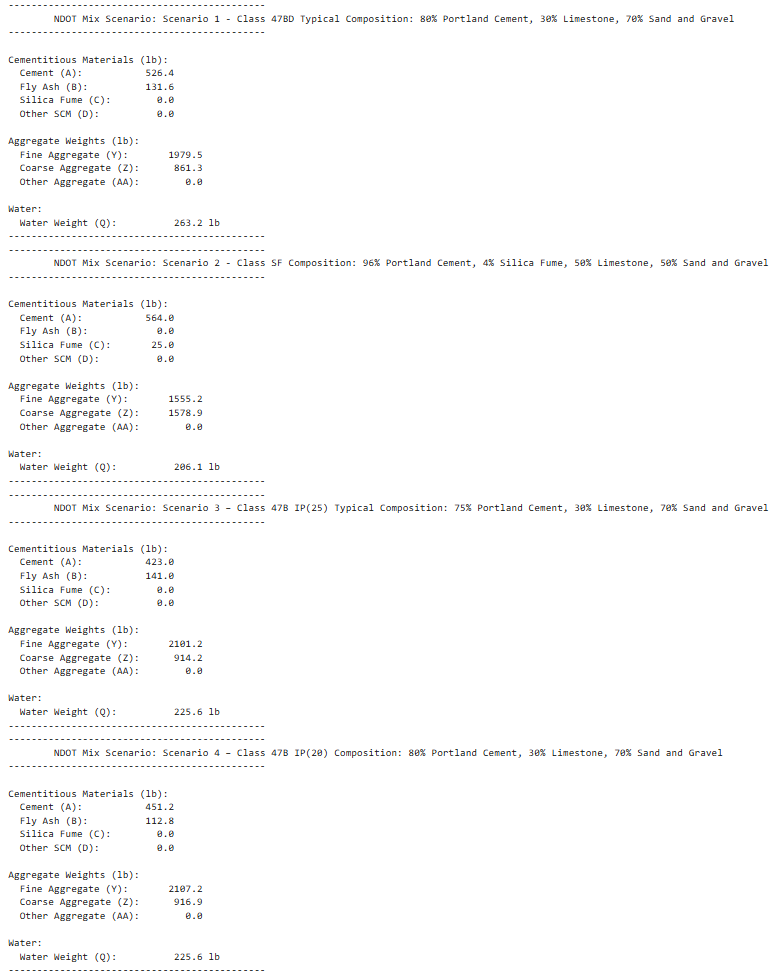 ---------------------------------------------
NDOT Mix Scenario: Scenario 1 - Class 47BD Typical Composition: 80% Portland Cement, 30% Limestone, 70% Sand and Gravel
---------------------------------------------
Cementitious Materials (lb):
Cement (A): 526.4
Fly Ash (B): 131.6
Silica Fume (C): 0.0
Other SCM (D): 0.0
Aggregate Weights (lb):
Fine Aggregate (Y): 1979.5
Coarse Aggregate (Z): 861.3
Other Aggregate (AA): 0.0
Water:
Water Weight (Q): 263.2 lb
---------------------------------------------
---------------------------------------------
NDOT Mix Scenario: Scenario 2 - Class SF Composition: 96% Portland Cement, 4% Silica Fume, 50% Limestone, 50% Sand and Gravel
---------------------------------------------
Cementitious Materials (lb):
Cement (A): 564.0
Fly Ash (B): 0.0
Silica Fume (C): 25.0
Other SCM (D): 0.0
Aggregate Weights (lb):
Fine Aggregate (Y): 1555.2
Coarse Aggregate (Z): 1578.9
Other Aggregate (AA): 0.0
Water:
Water Weight (Q): 206.1 lb
---------------------------------------------
---------------------------------------------
NDOT Mix Scenario: Scenario 3 – Class 47B IP(25) Typical Composition: 75% Portland Cement, 30% Limestone, 70% Sand and Gravel
---------------------------------------------
Cementitious Materials (lb):
Cement (A): 423.0
Fly Ash (B): 141.0
Silica Fume (C): 0.0
Other SCM (D): 0.0
Aggregate Weights (lb):
Fine Aggregate (Y): 2101.2
Coarse Aggregate (Z): 914.2
Other Aggregate (AA): 0.0
Water:
Water Weight (Q): 225.6 lb
---------------------------------------------
---------------------------------------------
NDOT Mix Scenario: Scenario 4 – Class 47B IP(20) Composition: 80% Portland Cement, 30% Limestone, 70% Sand and Gravel
---------------------------------------------
Cementitious Materials (lb):
Cement (A): 451.2
Fly Ash (B): 112.8
Silica Fume (C): 0.0
Other SCM (D): 0.0
Aggregate Weights (lb):
Fine Aggregate (Y): 2107.2
Coarse Aggregate (Z): 916.9
Other Aggregate (AA): 0.0
Water:
Water Weight (Q): 225.6 lb
---------------------------------------------